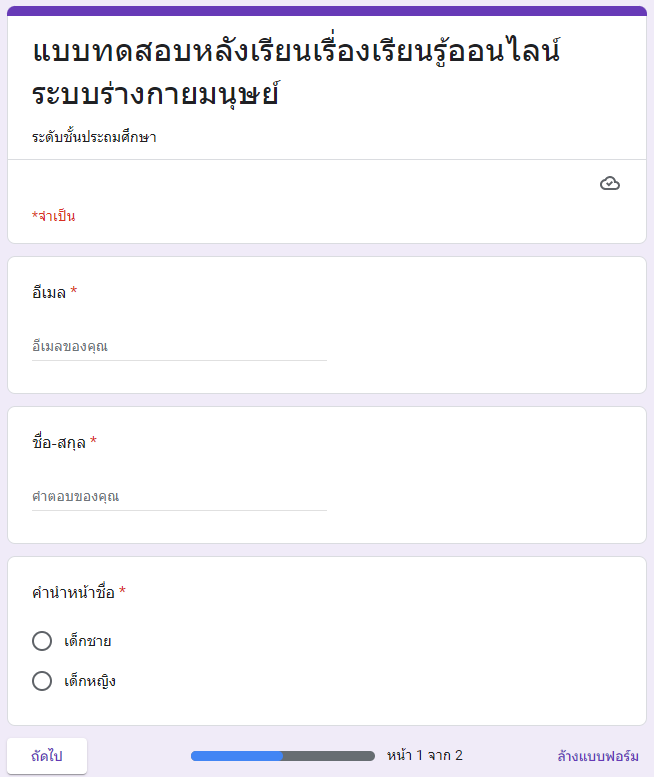 แบบทดสอบหลังเรียนเรื่องเรียนรู้ออนไลน์
ระบบร่างกายมนุษย์
ระดับชั้นประถมศึกษา
*จำเป็น
อีเมล *
อีเมลของคุณ
ชื่อ-สกุล *
คำตอบของคุณ
คำนำหน้าชื่อ *
เด็กชาย
เด็กหญิง
ถัดไป
หน้า 1 จาก 2
ล้างแบบฟอร์ม